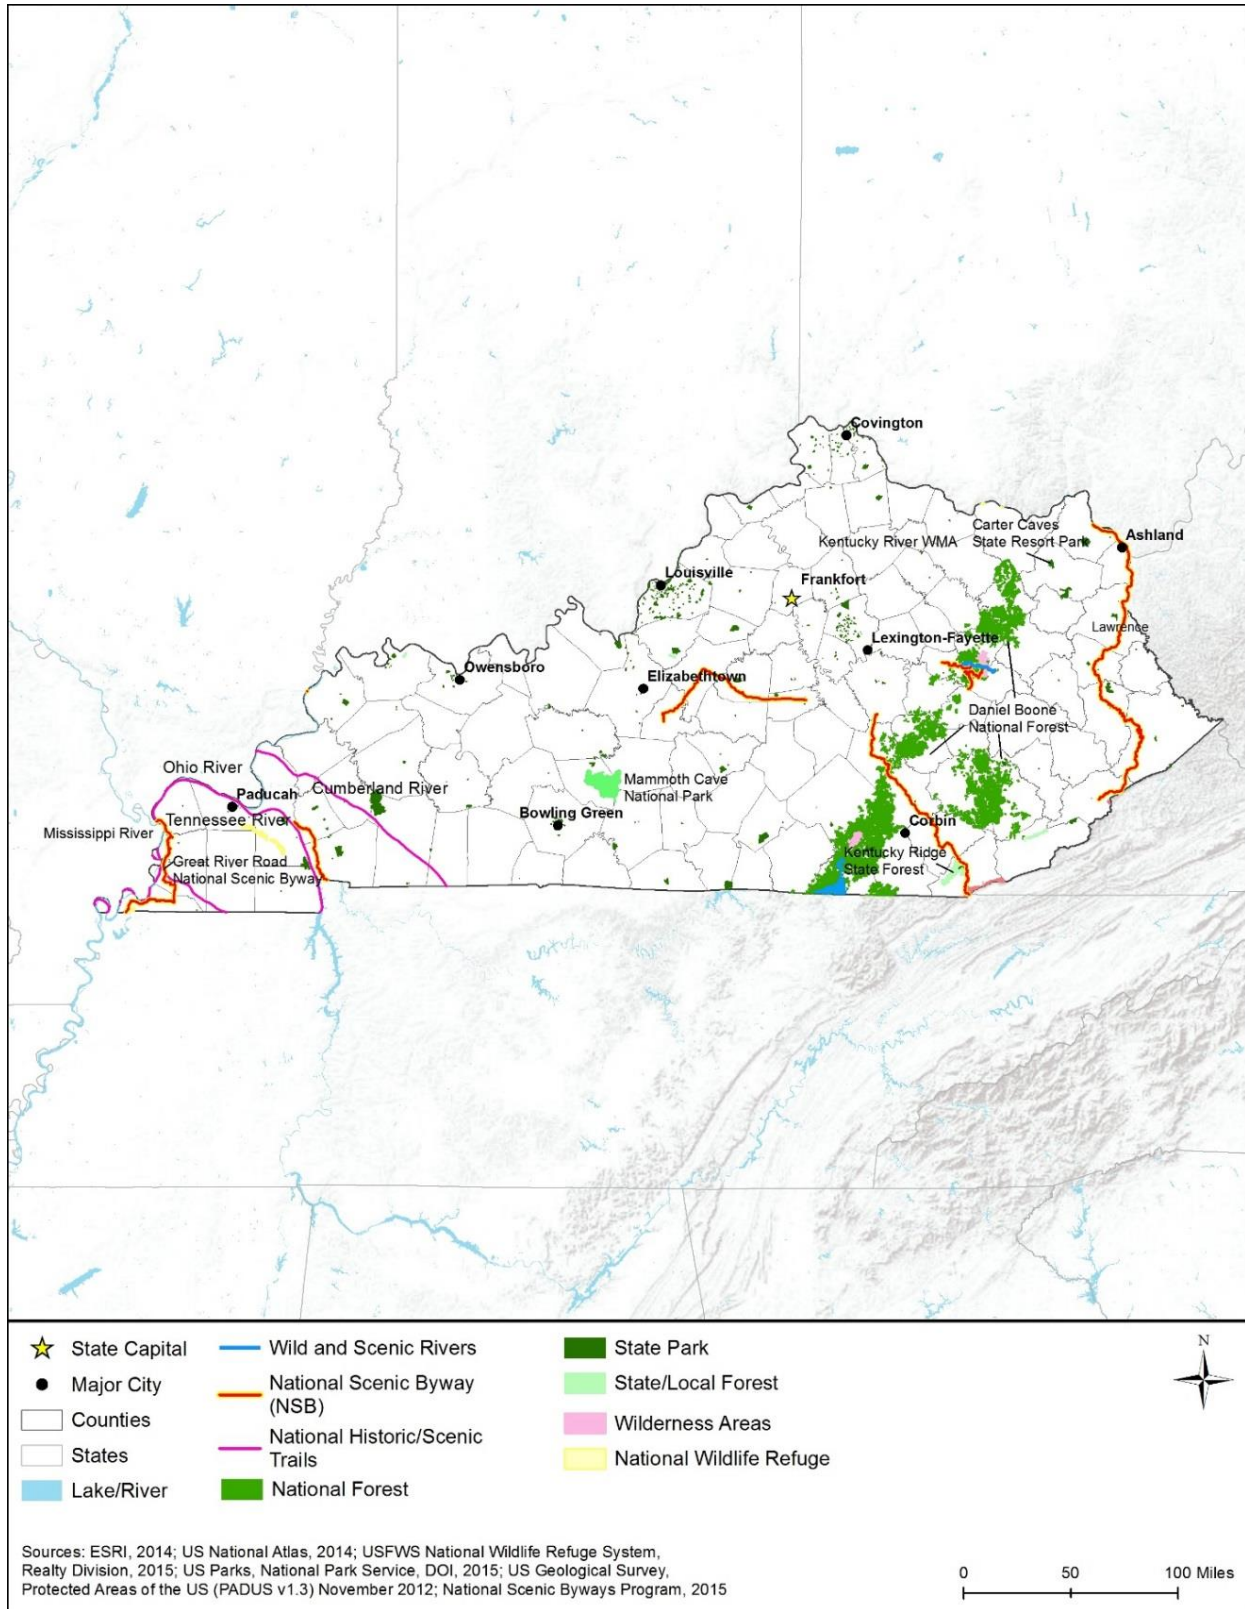 Covington
Carter Caves
State Resort Park
Kentucky River WMA
Ashland
Louisville
Frankfort
Lawrence
Lexington-Fayette
Owensboro
Elizabethtown
Daniel Boone
National Forest
Ohio River
Mammoth Cave
National Park
Cumberland River
Paducah
Bowling Green
Tennessee River
Mississippi River
Corbin
Great River Road
National Scenic Byway
Kentucky Ridge
State Forest
State Capital
Major City
Counties
States
Lake/River
Wild and Scenic Rivers
National Scenic Byway
(NSB)
National Historic/Scenic
Trails
National Forest
State Park
State/Local Forest
Wilderness Areas
National Wildlife Refuge
N
Sources: ESRI, 2014; US National Atlas, 2014; USFWS National Wildlife Refuge System,
Realty Division, 2015; US Parks, National Park Service, DOI, 2015; US Geological Survey,
Protected Areas of the US (PADUS v1.3) November 2012; National Scenic Byways Program, 2015
0 50 100 Miles